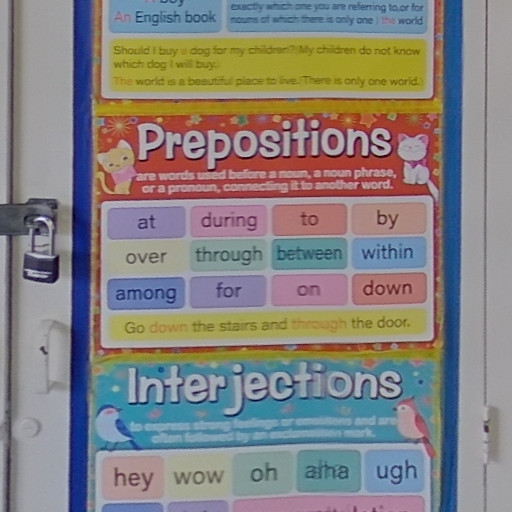 An English book
exactly which one you are referring to,or for
nouns of which there is only one ( the world
Should I buy a dog for my children?(My children do not know
which dog I will buy.)
The world is a beautiful place to live.(There is only one world.)
Prepositions
are words used before a noun, a noun phrase,
or a pronoun, connecting it to another word.
at during to by
over through between within
among for on down
Go down the stairs and through the door.
Interjections
to express strong feelings or emotions and are
often followed by an exclamation mark.
hey wow oh ugh